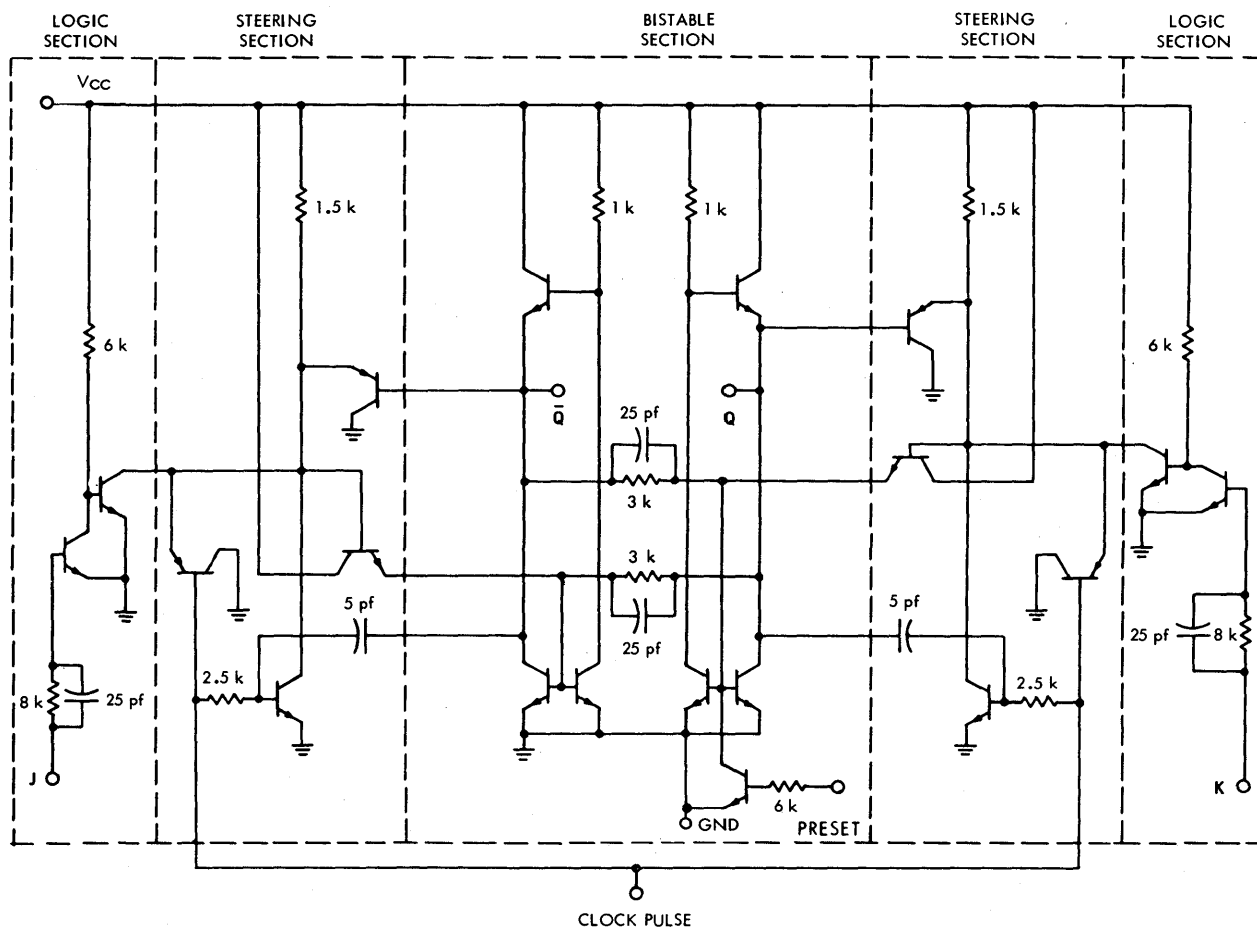 LOGIC
SECTION
STEERING
SECTION
BISTABLE
SECTION
STEERING
SECTION
LOGIC
SECTION
VCC
1.5 k
1 k
1 k
1.5 k
6 k
6 k
Q̄
Q
25 pf
3 k
3 k
25 pf
5 pf
5 pf
2.5 k
2.5 k
8 k
25 pf
25 pf
8 k
J
6 k
K
GND
PRESET
CLOCK PULSE